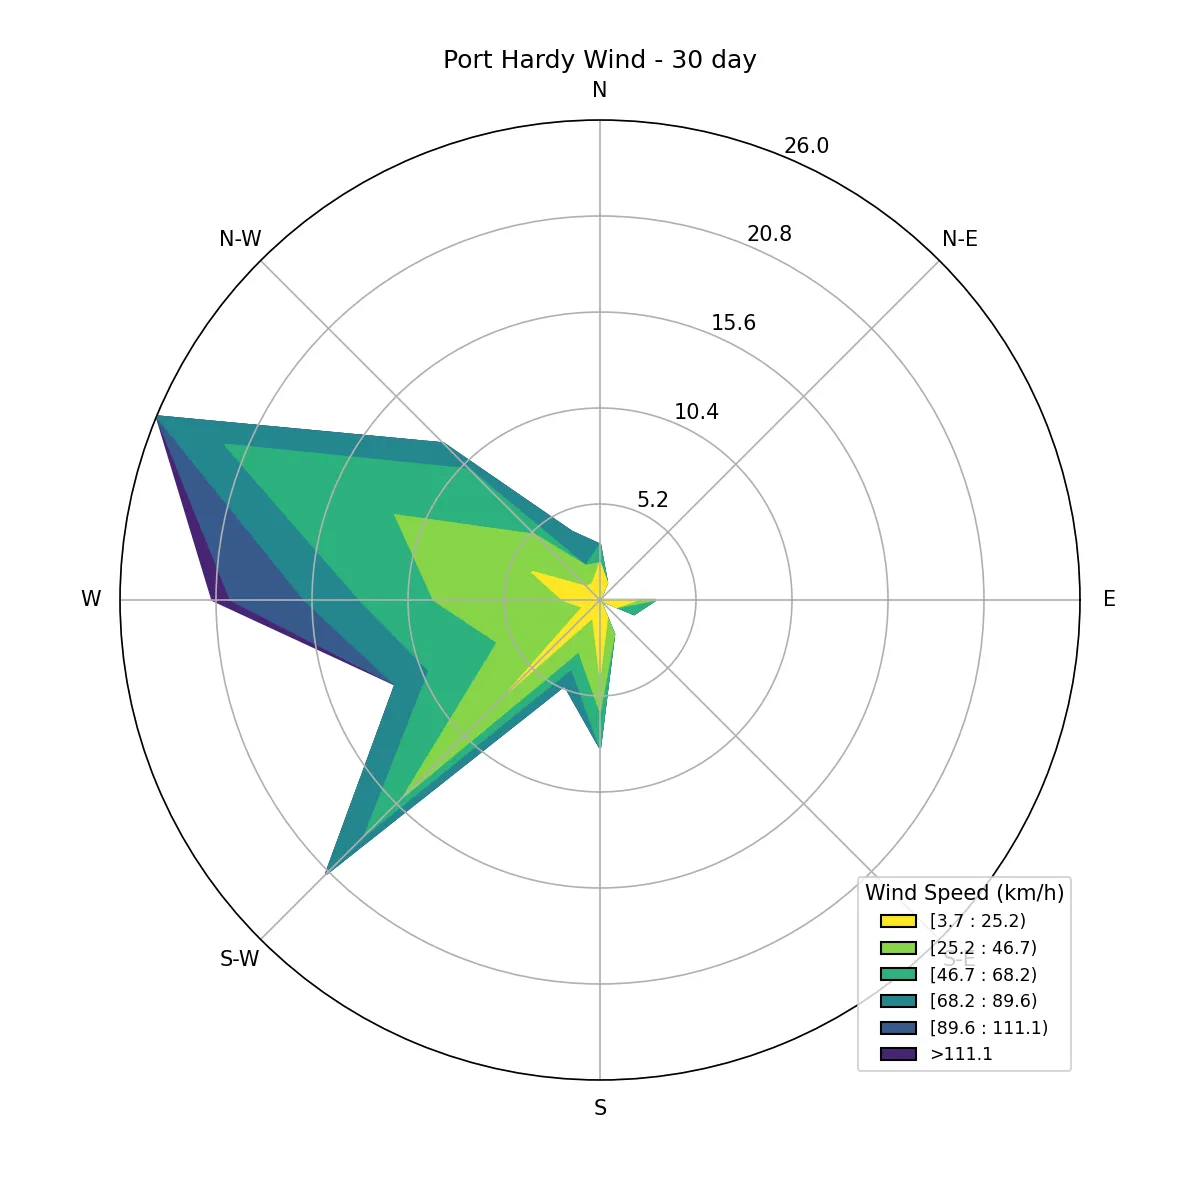 Port Hardy Wind - 30 day
N
26.0
N-W
N-E
20.8
15.6
10.4
5.2
W
E
S-W
S-E
Wind Speed (km/h)
[3.7 : 25.2)
[25.2 : 46.7)
[46.7 : 68.2)
[68.2 : 89.6)
[89.6 : 111.1)
>111.1
S